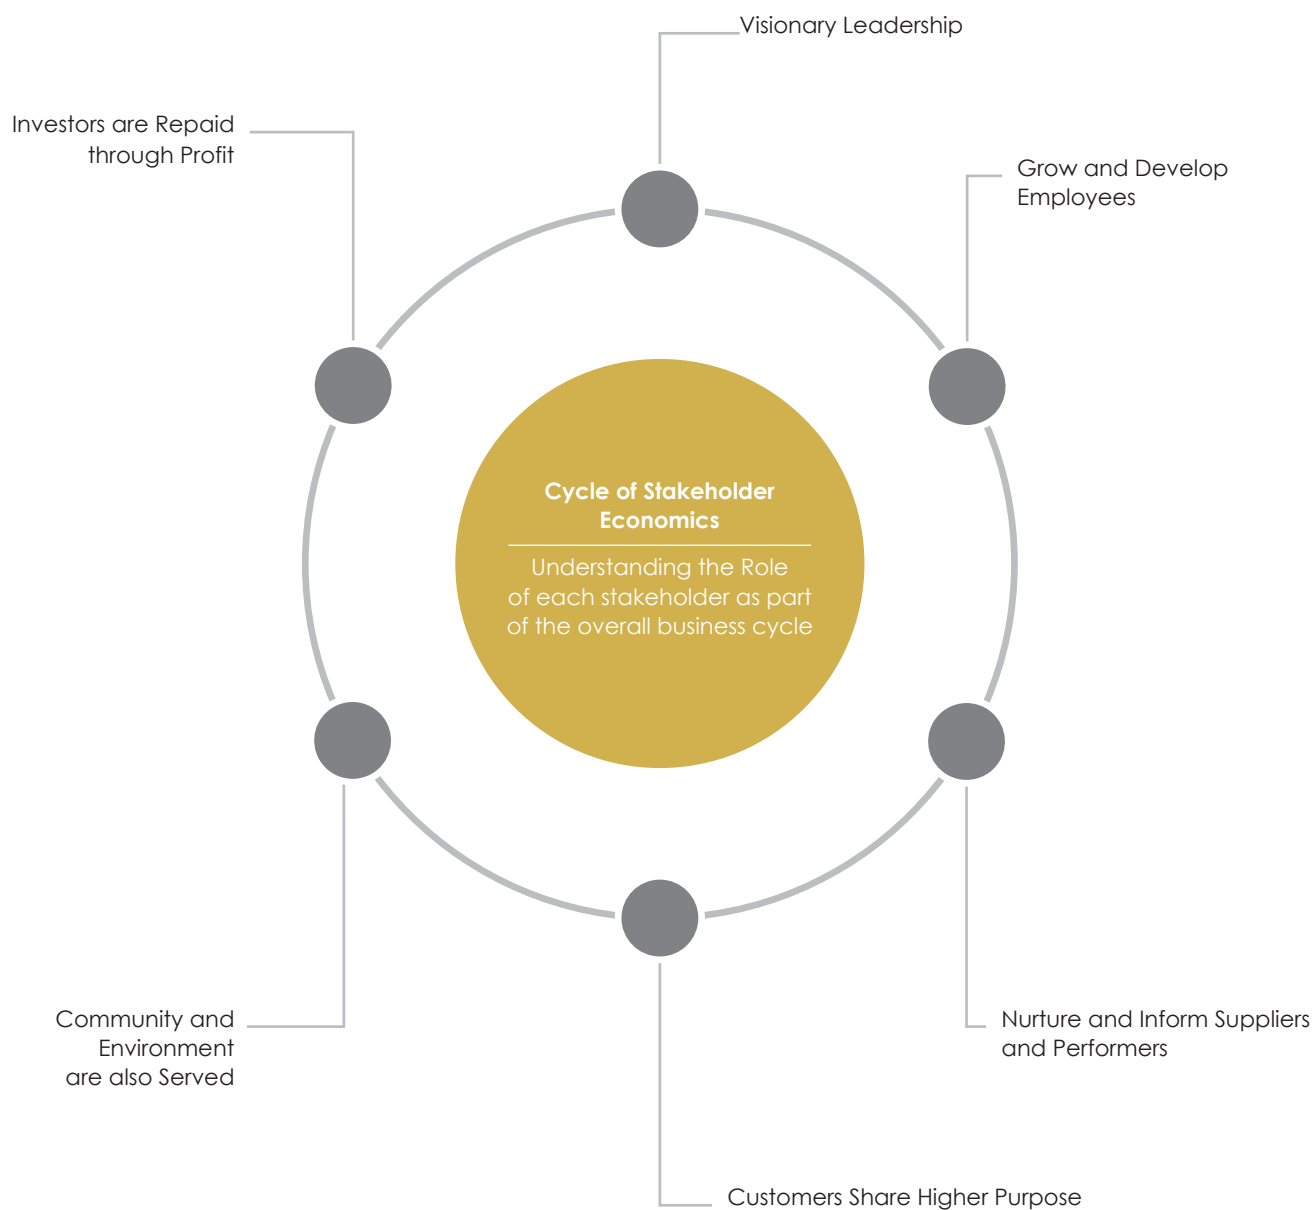 Visionary Leadership
Investors are Repaid
through Profit
Grow and Develop
Employees
Cycle of Stakeholder
Economics
Understanding the Role
of each stakeholder as part
of the overall business cycle
Community and
Environment
are also Served
Nurture and Inform Suppliers
and Performers
Customers Share Higher Purpose